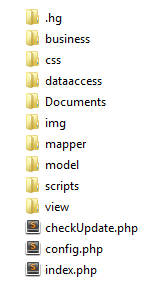 .hg
business
css
dataaccess
Documents
img
mapper
model
scripts
view
checkUpdate.php
config.php
index.php